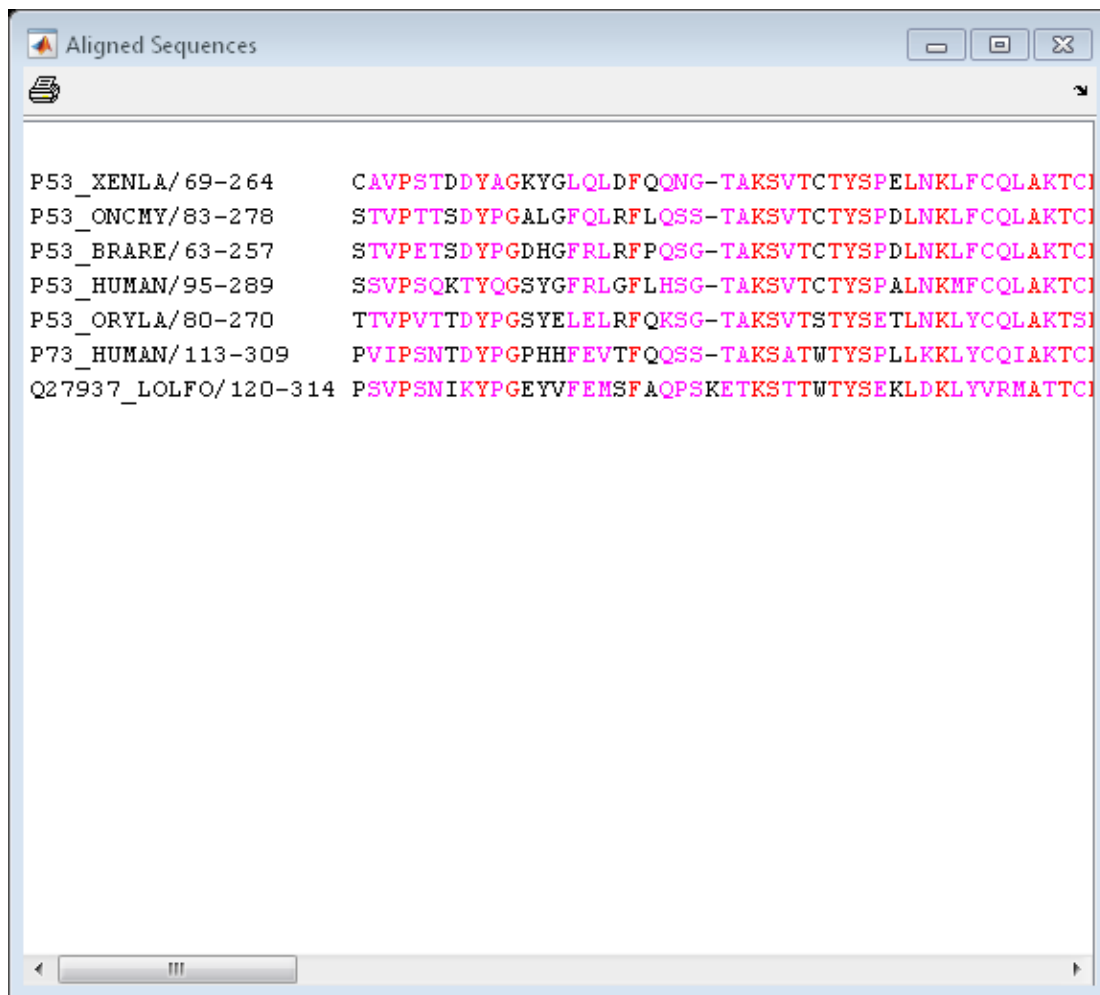 Aligned Sequences
P53_XENLA/69-264 CAVPSTDDYAGKYGLQLDFQQNG-TAKSVTCTYSPELNKLFCQLAKTC
P53_ONCMY/83-278 STVPTTSDYPGALGFQLRFLQSS-TAKSVTCTYSPDLNKLFCQLAKTC
P53_BRARE/63-257 STVPETSDYPGDHGFRLRFPQSG-TAKSVTCTYSPDLNKLFCQLAKTC
P53_HUMAN/95-289 SSVPSQKTYQGSYGFRLGFLHSG-TAKSVTCTYSPALNKMFCQLAKTC
P53_ORYLA/80-270 TTVPVTTDYPGSYELELRFQKSG-TAKSVTSTYSETLNKLYCQLAKTS
P73_HUMAN/113-309 PVIPSNTDYPGPHHFEVTFQQSS-TAKSATWTYSPLLKKLYCQIAKTC
Q27937_LOLFO/120-314 PSVPSNIKYPGEYVFEMSFAQPSKETKSTTWTYSEKLDKLYVRMATTC